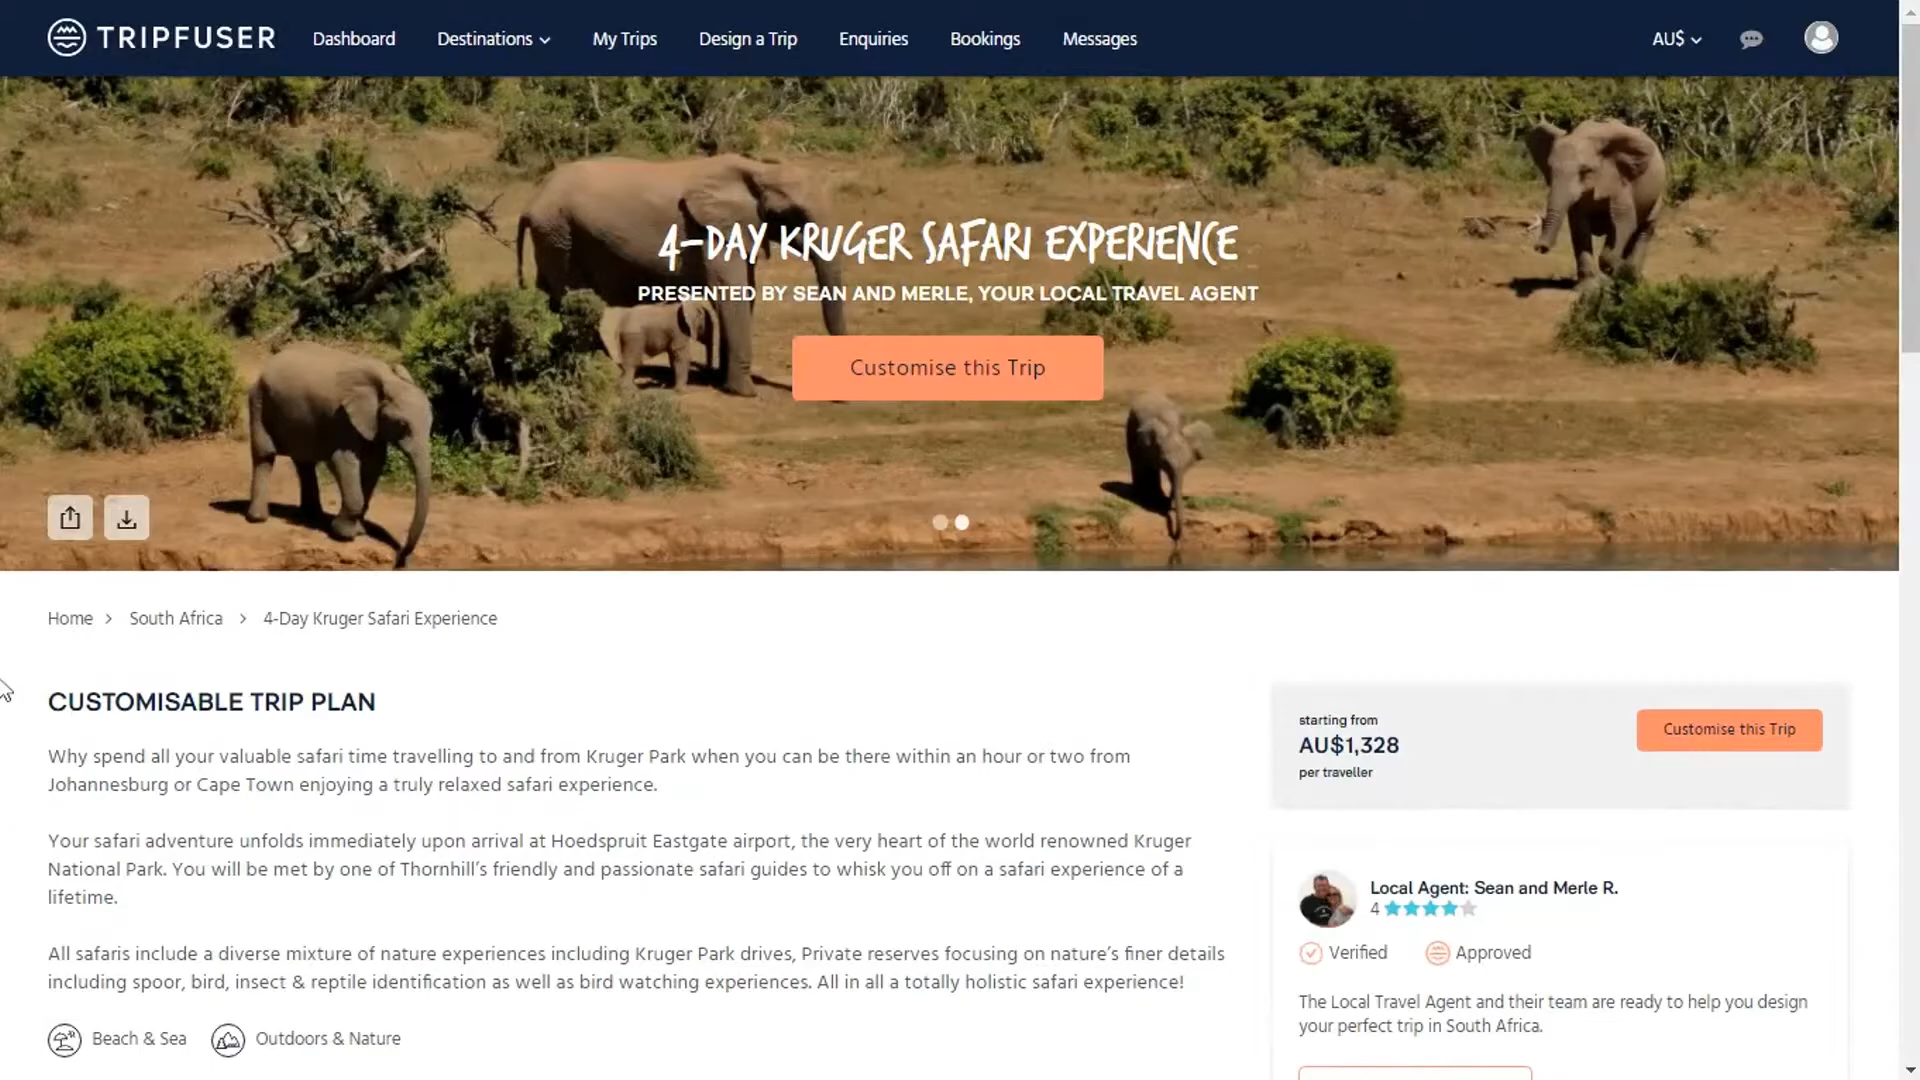 TRIPFUSER
Dashboard
Destinations
My Trips
Design a Trip
Enquiries
Bookings
Messages
AU$
4-DAY KRUGER SAFARI EXPERIENCE
PRESENTED BY SEAN AND MERLE, YOUR LOCAL TRAVEL AGENT
Customise this Trip
Home > South Africa > 4-Day Kruger Safari Experience
CUSTOMISABLE TRIP PLAN
Why spend all your valuable safari time travelling to and from Kruger Park when you can be there within an hour or two from
Johannesburg or Cape Town enjoying a truly relaxed safari experience.
Your safari adventure unfolds immediately upon arrival at Hoedspruit Eastgate airport, the very heart of the world renowned Kruger
National Park. You will be met by one of Thornhill's friendly and passionate safari guides to whisk you off on a safari experience of a
lifetime.
All safaris include a diverse mixture of nature experiences including Kruger Park drives, Private reserves focusing on nature's finer details
including spoor, bird, insect & reptile identification as well as bird watching experiences. All in all a totally holistic safari experience!
Beach & Sea
Outdoors & Nature
starting from
AU$1,328
per traveller
Customise this Trip
Local Agent: Sean and Merle R.
4
Verified
Approved
The Local Travel Agent and their team are ready to help you design
your perfect trip in South Africa.